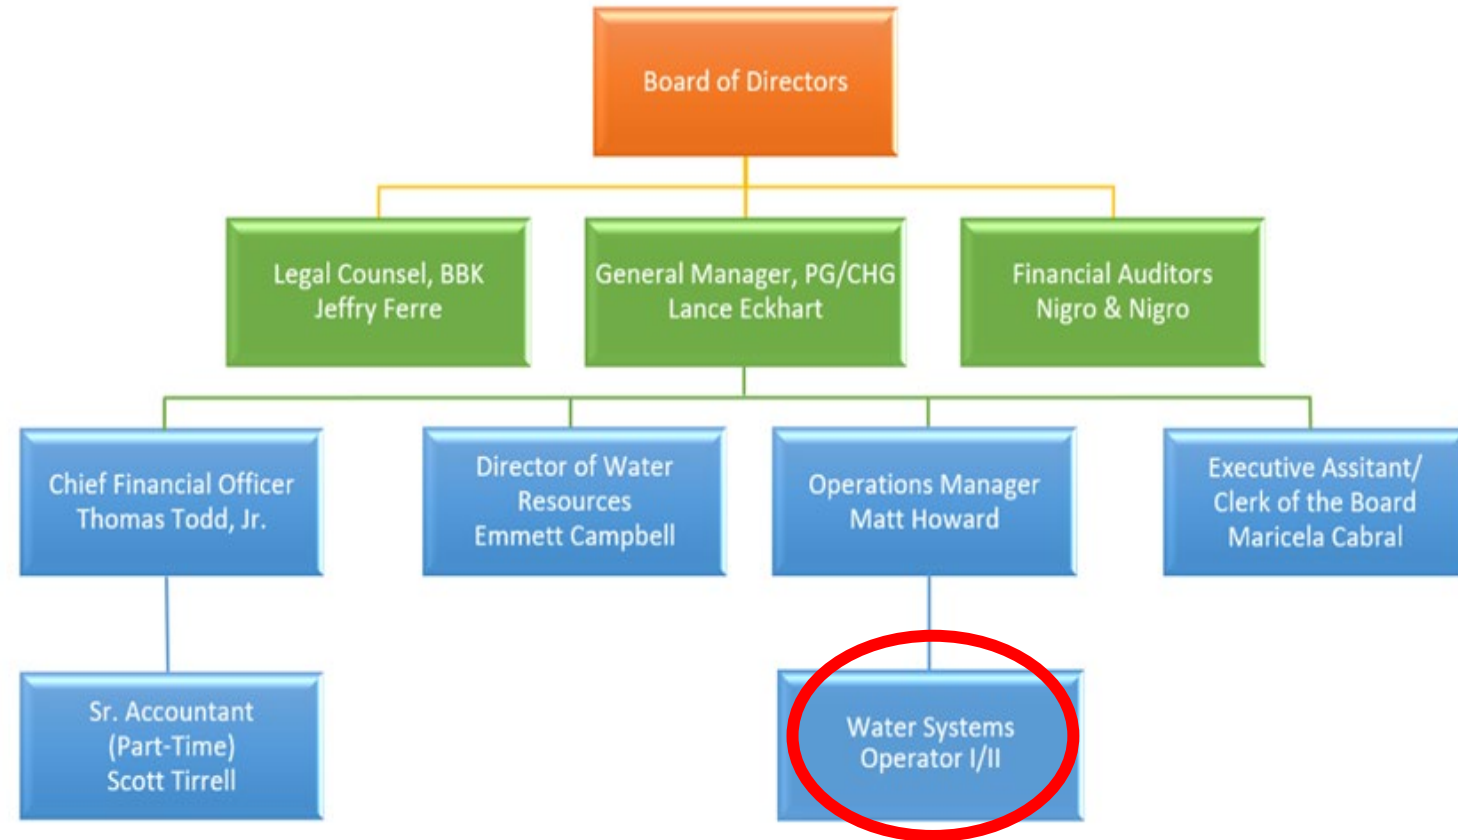 Board of Directors
Legal Counsel, BBK
Jeffry Ferre
General Manager, PG/CHG
Lance Eckhart
Financial Auditors
Nigro & Nigro
Chief Financial Officer
Thomas Todd, Jr.
Director of Water
Resources
Emmett Campbell
Operations Manager
Matt Howard
Executive Assitant/
Clerk of the Board
Maricela Cabral
Sr. Accountant
(Part-Time)
Scott Tirrell
Water Systems
Operator I/II